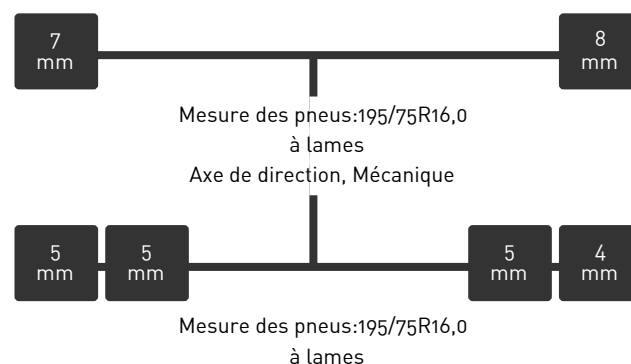 7
mm
8
mm
Mesure des pneus:195/75R16,0
à lames
Axe de direction, Mécanique
5
mm
5
mm
5
mm
4
mm
Mesure des pneus:195/75R16,0
à lames